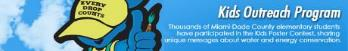 EVERY
DROP
COUNTS
Kids Outreach Program
Thousands of Miami-Dade County elementary students
have participated in the Kids Poster Contest, sharing
unique messages about water and energy conservation.